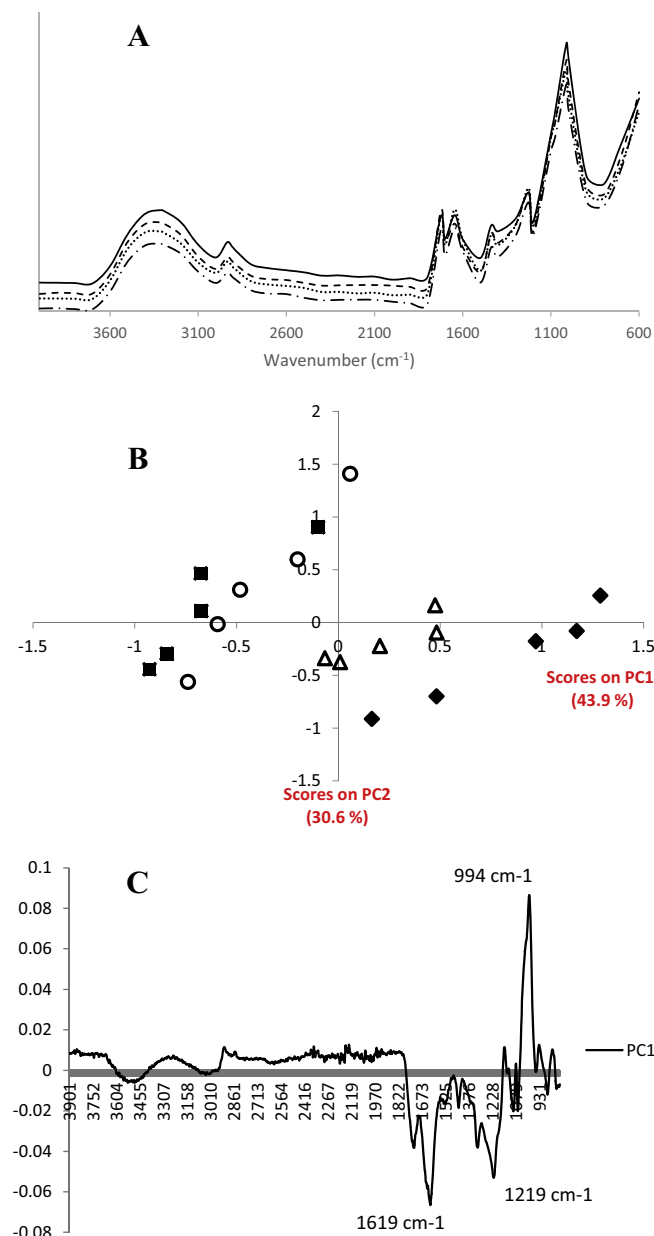 A
3600 3100 2600 2100 1600 1100 600
Wavenumber (cm-1)
B
2
1.5
1
0.5
0
-1.5 -1 -0.5 0 0.5 1 1.5
-0.5
-1
-1.5
Scores on PC1
(43.9 %)
Scores on PC2
(30.6 %)
C
994 cm-1
0.1
0.08
0.06
0.04
0.02
0
-0.02
-0.04
-0.06
-0.08
PC1
3901 3752 3604 3455 3307 3158 3010 2861 2713 2564 2416 2267 2119 1970 1822 1673 1525 1376 1228 1079 931
1219 cm-1
1619 cm-1